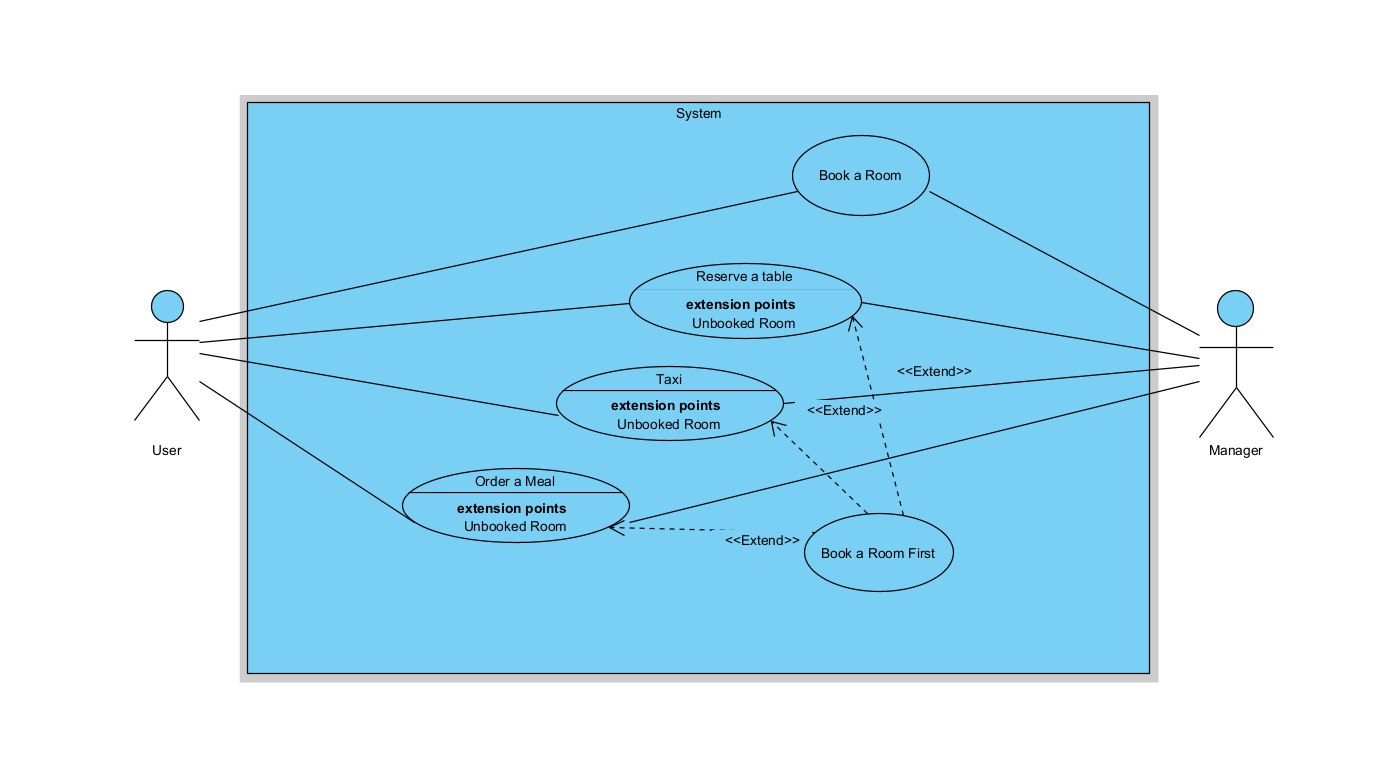 System
Book a Room
Reserve a table
extension points
Unbooked Room
<<Extend>>
Taxi
<<Extend>>
extension points
Unbooked Room
User
Manager
Order a Meal
extension points
Unbooked Room
<<Extend>>
Book a Room First